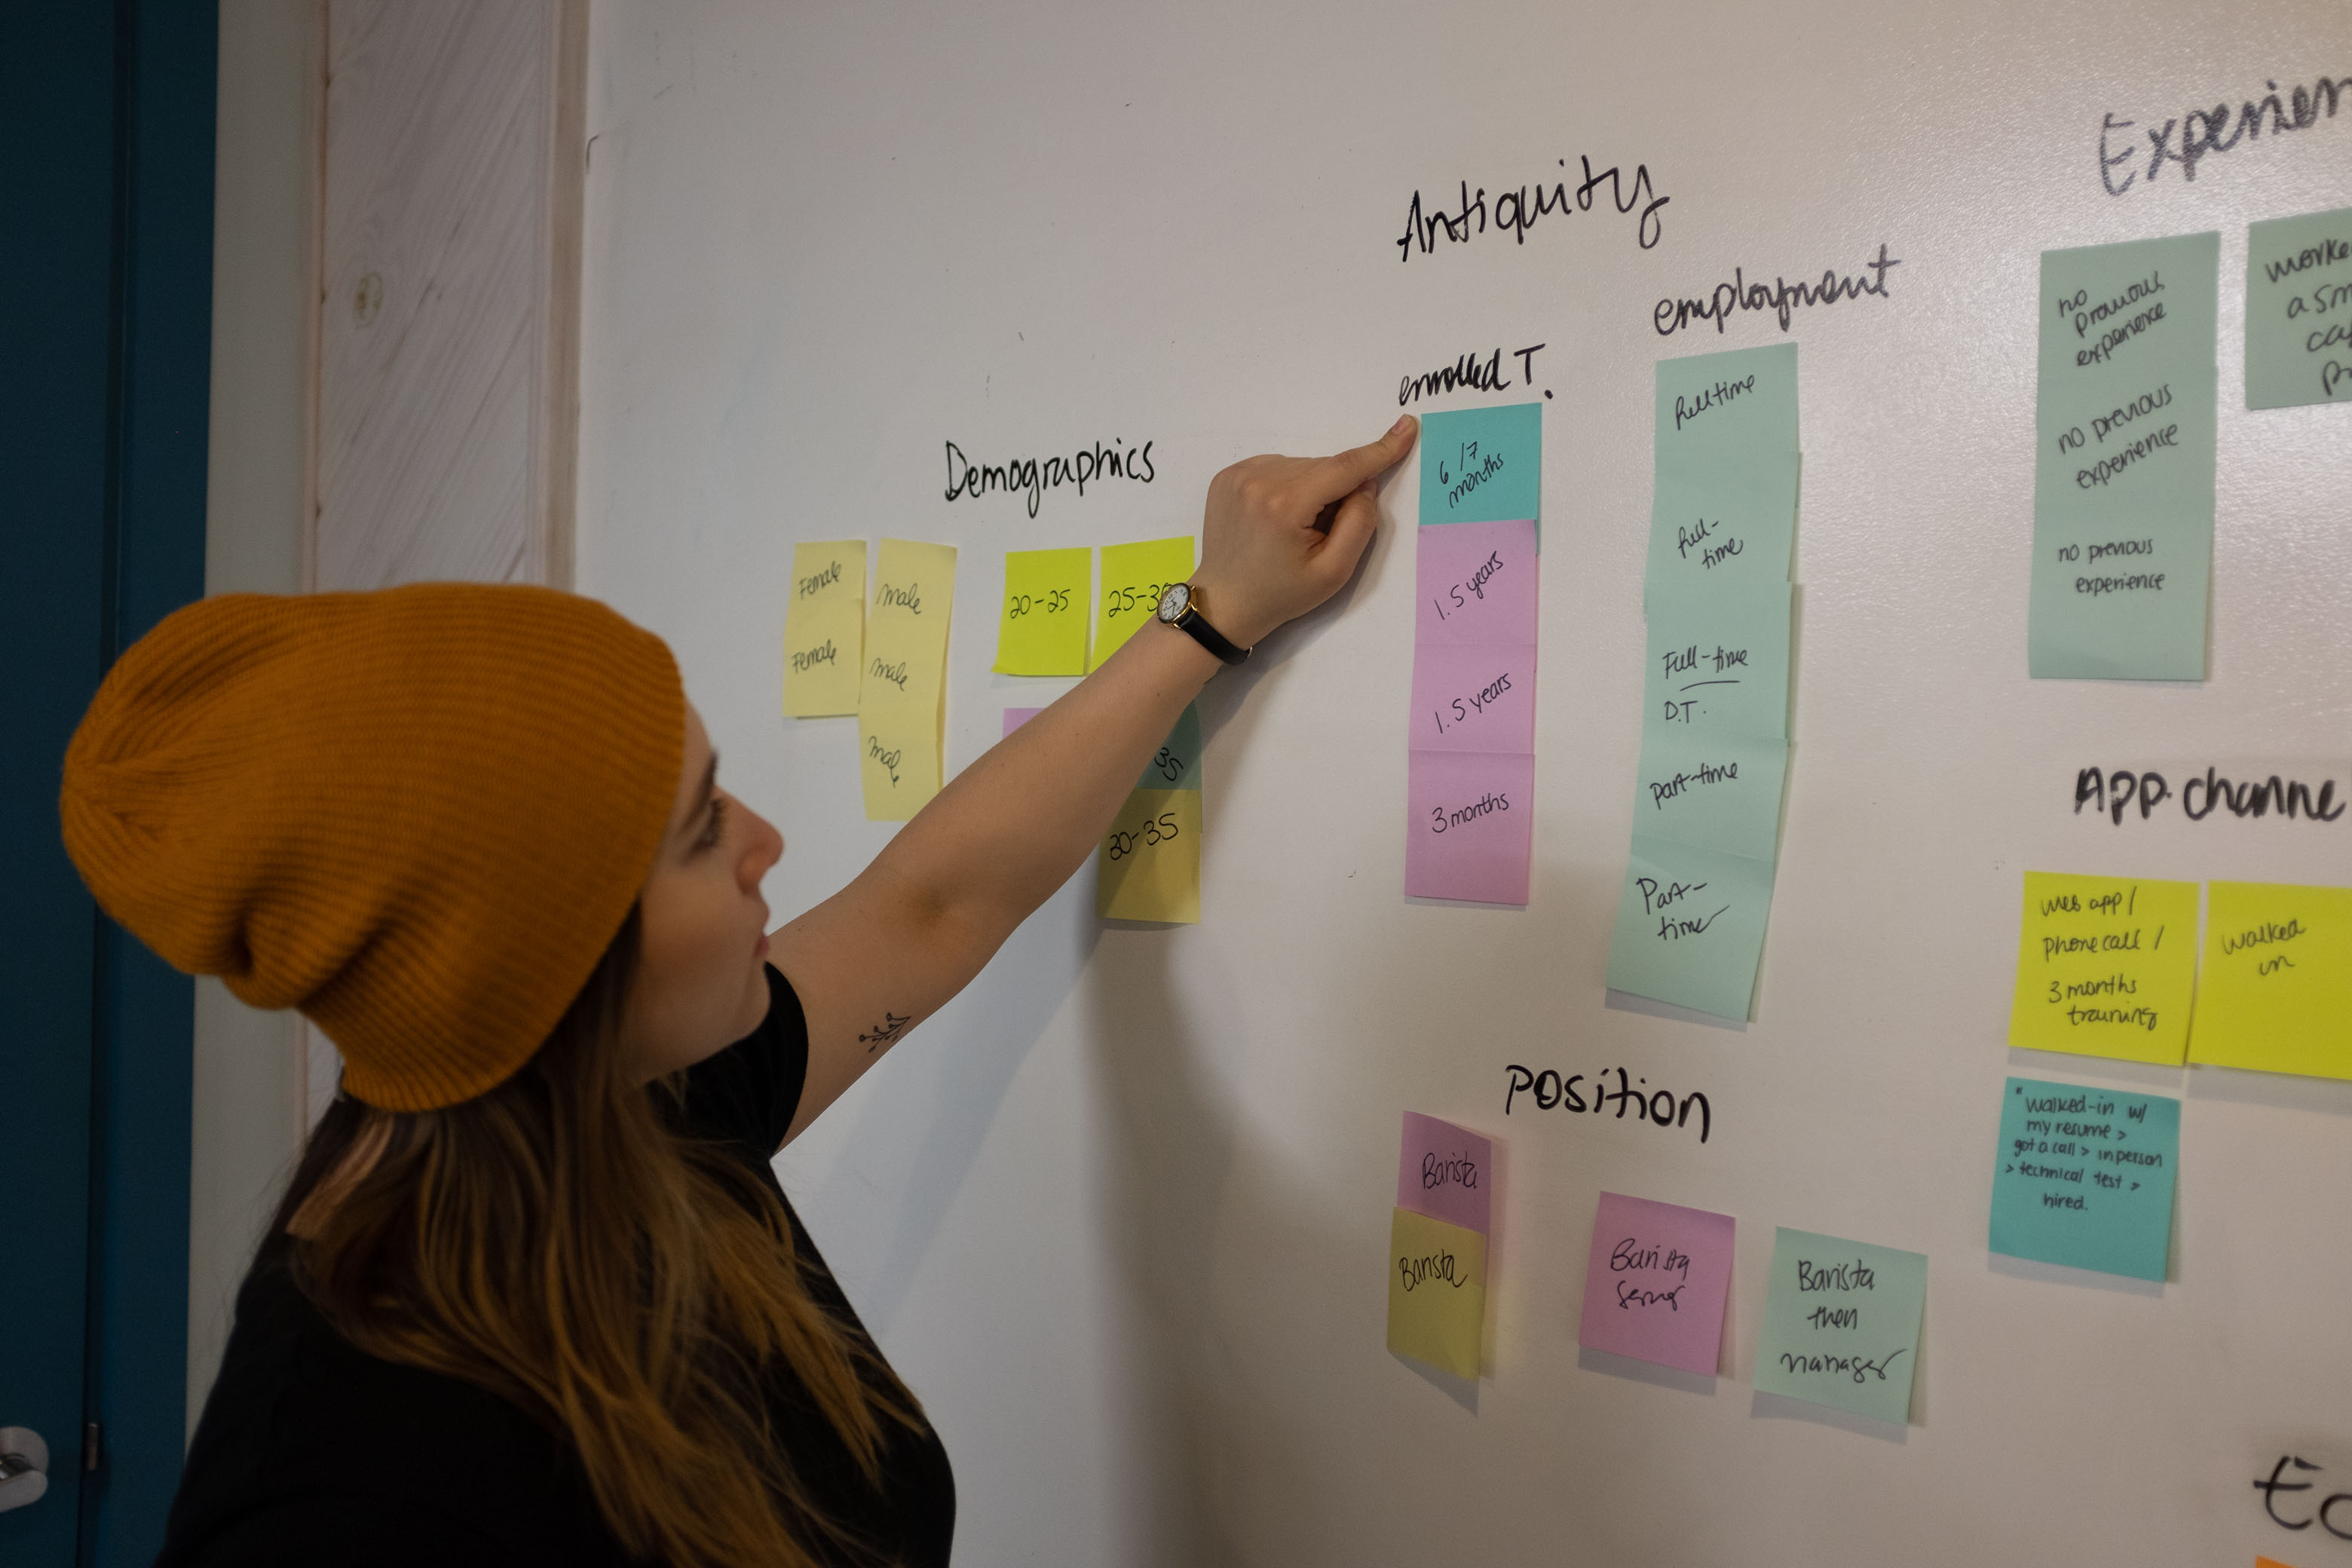 Demographics
Female
Female
male
male
male
20-25
25-3
35
30-35
Antiquity
enrolled T.
6/7
months
1.5 years
1.5 years
3 months
employment
Full time
Full-
time
Full-time
D.T.
Part-time
Part-
time
Position
Barista
Barista
Barista
server
Barista
then
manager
Experien
no
previous
experience
no previous
experience
no previous
experience
worke
a sm
App. channe
web app/
phone call /
3 months
training
walked
in
"walked-in w/
my resume >
got a call > in person
> technical test >
hired.